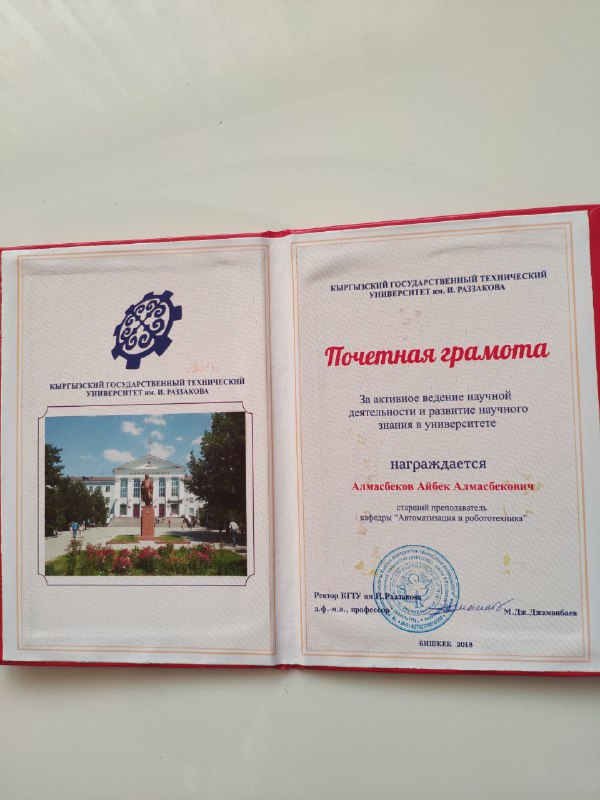 КЫРГЫЗСКИЙ ГОСУДАРСТВЕННЫЙ ТЕХНИЧЕСКИЙ
УНИВЕРСИТЕТ им. И. РАЗЗАКОВА
КЫРГЫЗСКИЙ ГОСУДАРСТВЕННЫЙ ТЕХНИЧЕСКИЙ
УНИВЕРСИТЕТ им. И. РАЗЗАКОВА
Почетная грамота
За активное ведение научной
деятельности и развитие научного
знания в университете
награждается
Алмасбеков Айбек Алмасбекович
старший преподаватель
кафедры "Автоматизация и робототехника"
Ректор КГТУ им.И.Раззакова
д.ф-м.н., профессор
М.Дж.Джаманбаев
БИШКЕК 2018